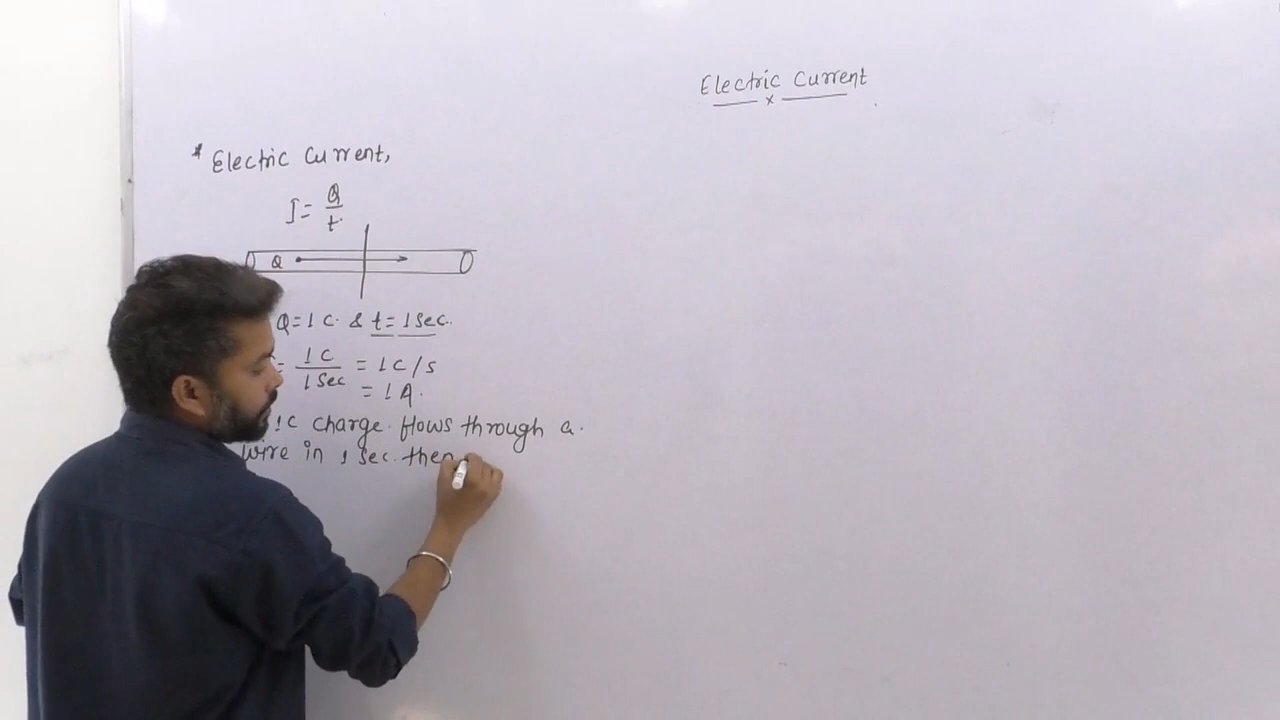 Electric Current
x
* Electric Current,
I = Q/t
Q
Q = 1 C. & t = 1 Sec.
= 1 C/1 Sec = 1 C/s
= 1 A.
1C charge flows through a
wire in 1 sec. then